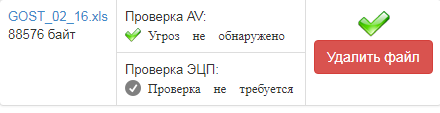 GOST_02_16.xls
88576 байт
Проверка AV:
Угроз не обнаружено
Проверка ЭЦП:
Проверка не требуется
Удалить файл